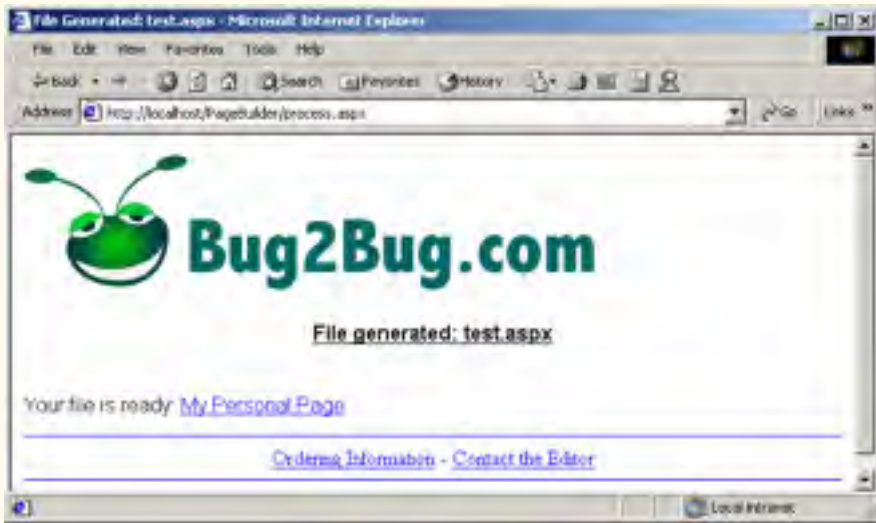 File Generated: test.aspx - Microsoft Internet Explorer
File Edit View Favorites Tools Help
Back Search Favorites History
Address http://localhost/PageBuilder/process.aspx Go Links »
Bug2Bug.com
File generated: test.aspx
Your file is ready: My Personal Page
Ordering Information - Contact the Editor
Local intranet